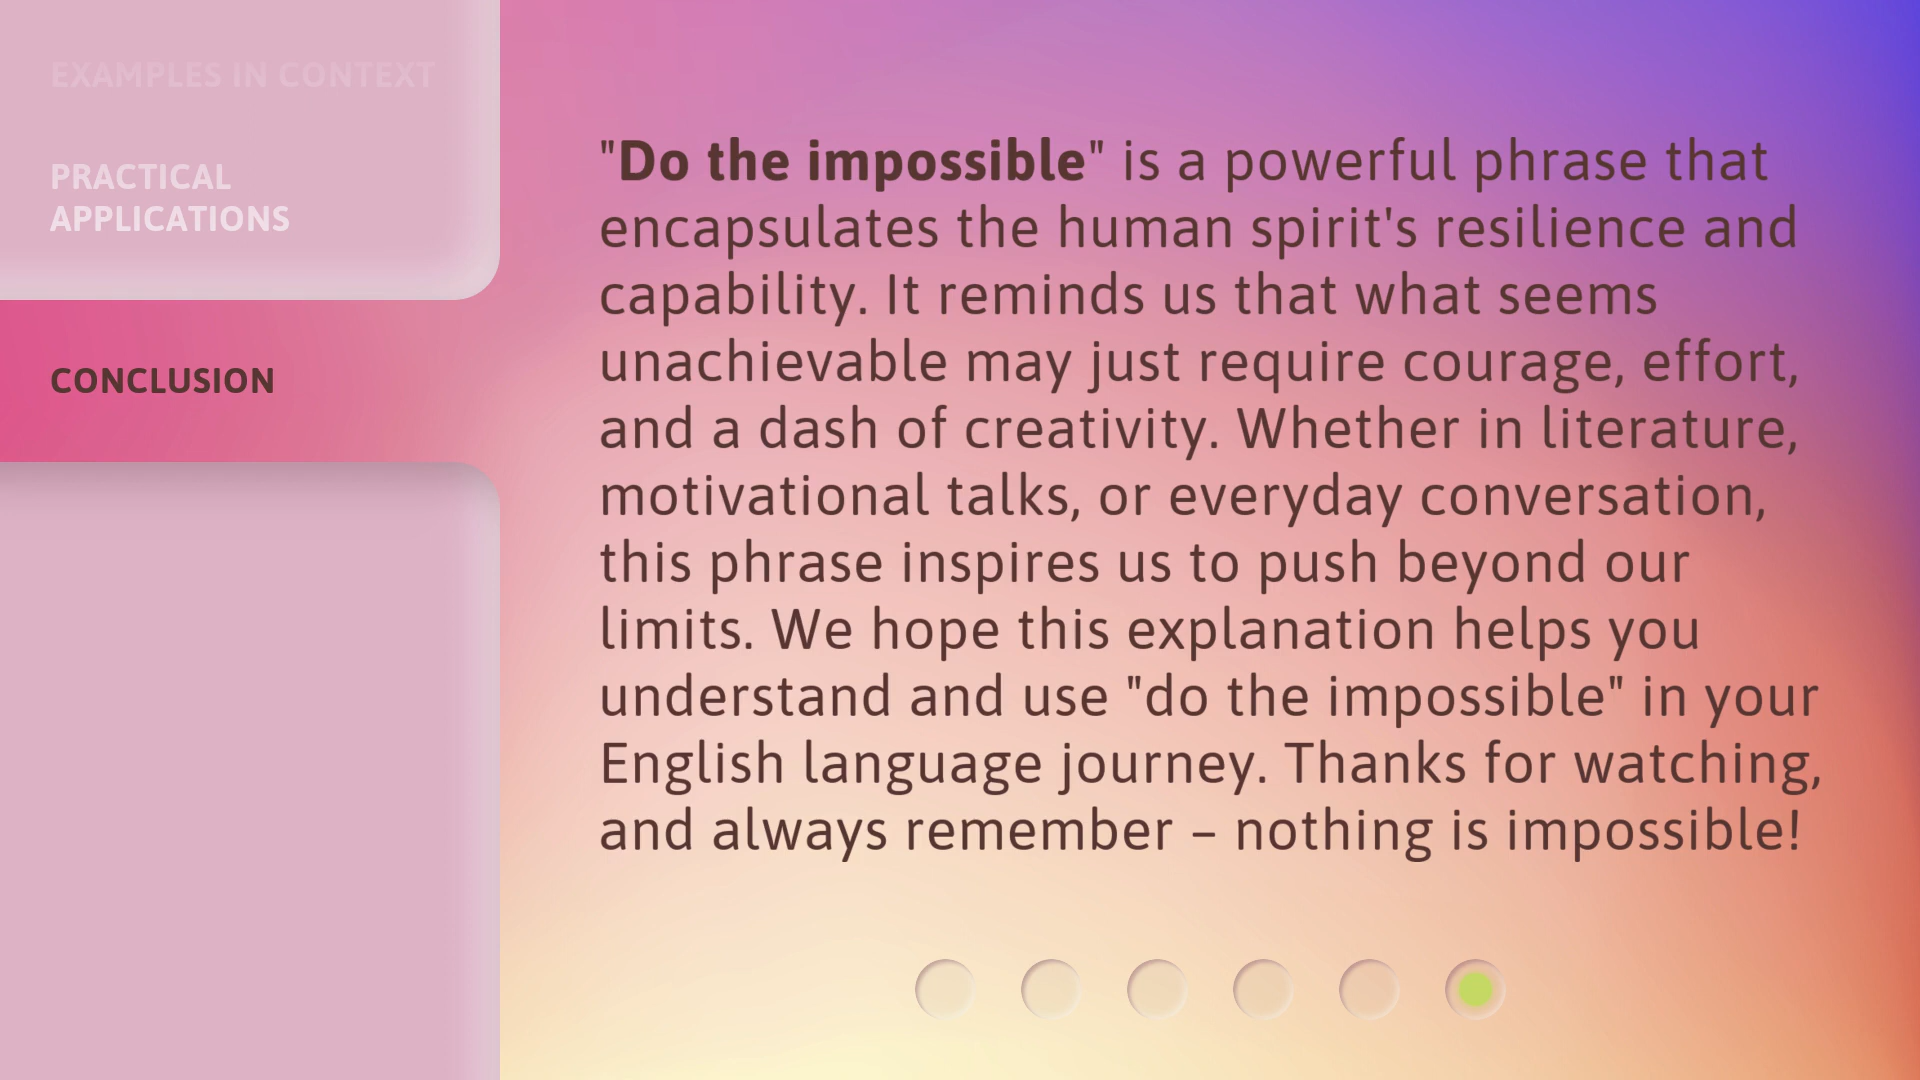 EXAMPLES IN CONTEXT
PRACTICAL
APPLICATIONS
CONCLUSION
"Do the impossible" is a powerful phrase that
encapsulates the human spirit's resilience and
capability. It reminds us that what seems
unachievable may just require courage, effort,
and a dash of creativity. Whether in literature,
motivational talks, or everyday conversation,
this phrase inspires us to push beyond our
limits. We hope this explanation helps you
understand and use "do the impossible" in your
English language journey. Thanks for watching,
and always remember – nothing is impossible!